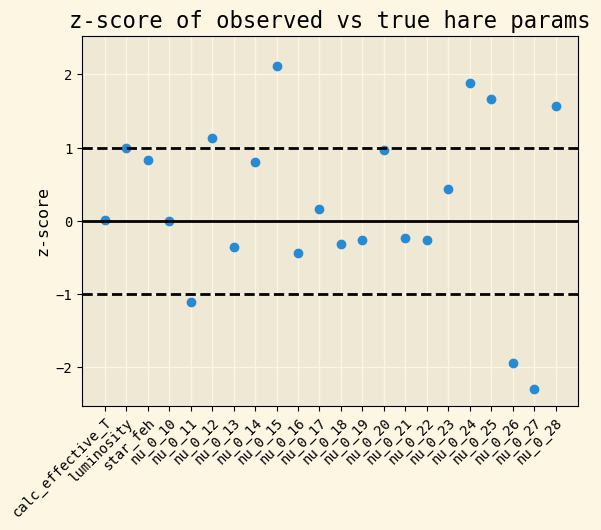 z-score of observed vs true hare params
z-score
2
1
0
−1
−2
calc_effective_T
luminosity
star_feh
nu_0_10
nu_0_11
nu_0_12
nu_0_13
nu_0_14
nu_0_15
nu_0_16
nu_0_17
nu_0_18
nu_0_19
nu_0_20
nu_0_21
nu_0_22
nu_0_23
nu_0_24
nu_0_25
nu_0_26
nu_0_27
nu_0_28